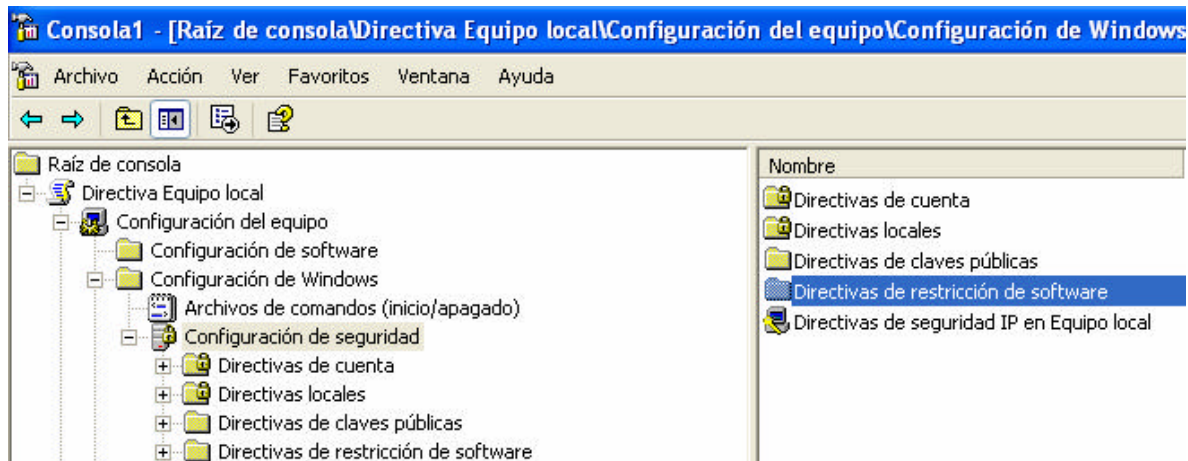 Consola1 - [Raíz de consola\Directiva Equipo local\Configuración del equipo\Configuración de Windows
Archivo Acción Ver Favoritos Ventana Ayuda
Raíz de consola
Directiva Equipo local
Configuración del equipo
Configuración de software
Configuración de Windows
Archivos de comandos (inicio/apagado)
Configuración de seguridad
Directivas de cuenta
Directivas locales
Directivas de claves públicas
Directivas de restricción de software
Nombre
Directivas de cuenta
Directivas locales
Directivas de claves públicas
Directivas de restricción de software
Directivas de seguridad IP en Equipo local